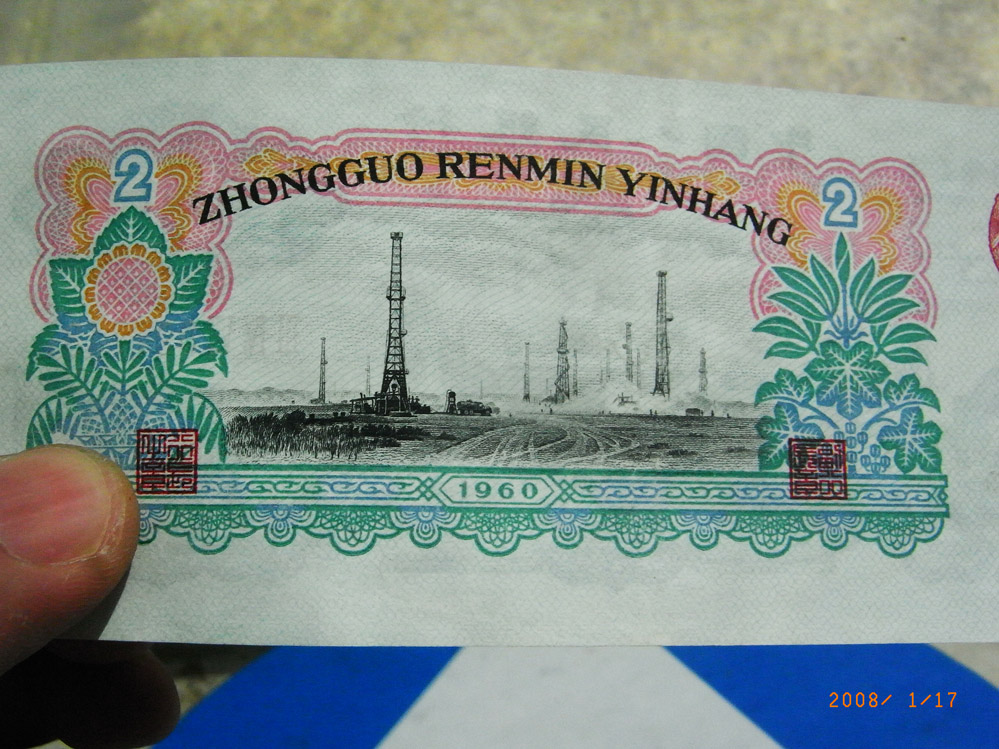 2 2
ZHONGGUO RENMIN YINHANG
1960
2008/ 1/17